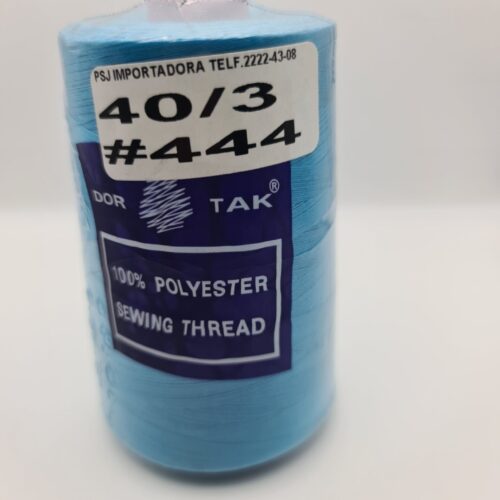 PSJ IMPORTADORA TELF.2222-43-08
40/3
#444
DOR TAK®
100% POLYESTER
SEWING THREAD